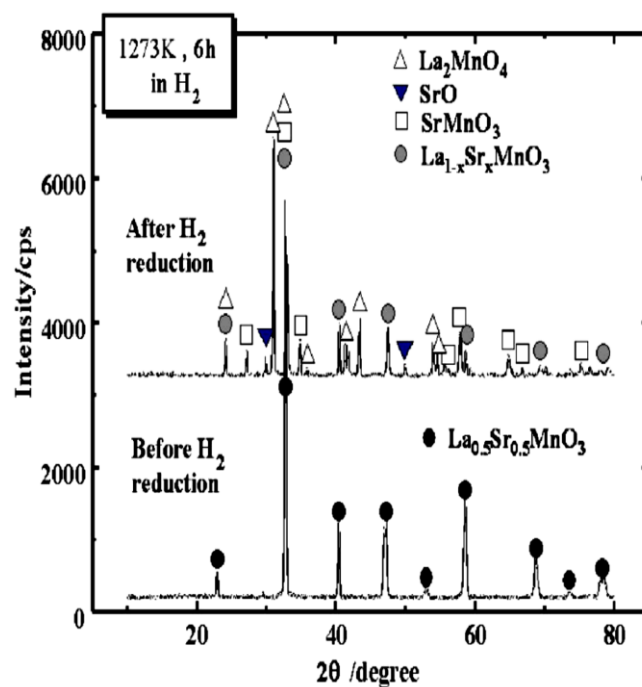 8000
1273K , 6h
in H₂
La₂MnO₄
SrO
SrMnO₃
La₁₋ₓSrₓMnO₃
6000
After H₂
reduction
Intensity/cps
4000
La₀.₅Sr₀.₅MnO₃
Before H₂
reduction
2000
0
0 20 40 60 80
2θ /degree